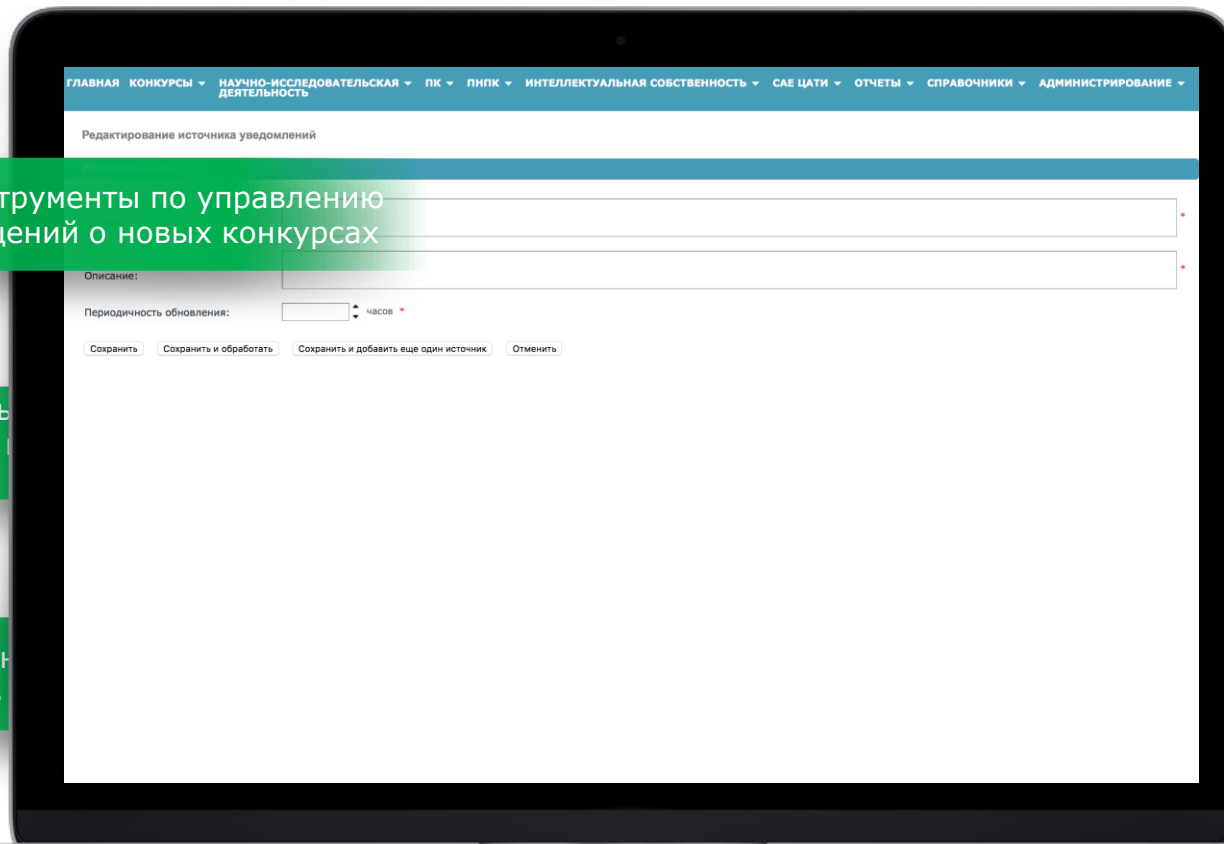 ГЛАВНАЯ КОНКУРСЫ НАУЧНО-ИССЛЕДОВАТЕЛЬСКАЯ ДЕЯТЕЛЬНОСТЬ ПК ПНПК ИНТЕЛЛЕКТУАЛЬНАЯ СОБСТВЕННОСТЬ САЕ ЦАТИ ОТЧЕТЫ СПРАВОЧНИКИ АДМИНИСТРИРОВАНИЕ
Редактирование источника уведомлений
трументы по управлению
щений о новых конкурсах
*
Описание:
*
Периодичность обновления: часов *
Сохранить Сохранить и обработать Сохранить и добавить еще один источник Отменить